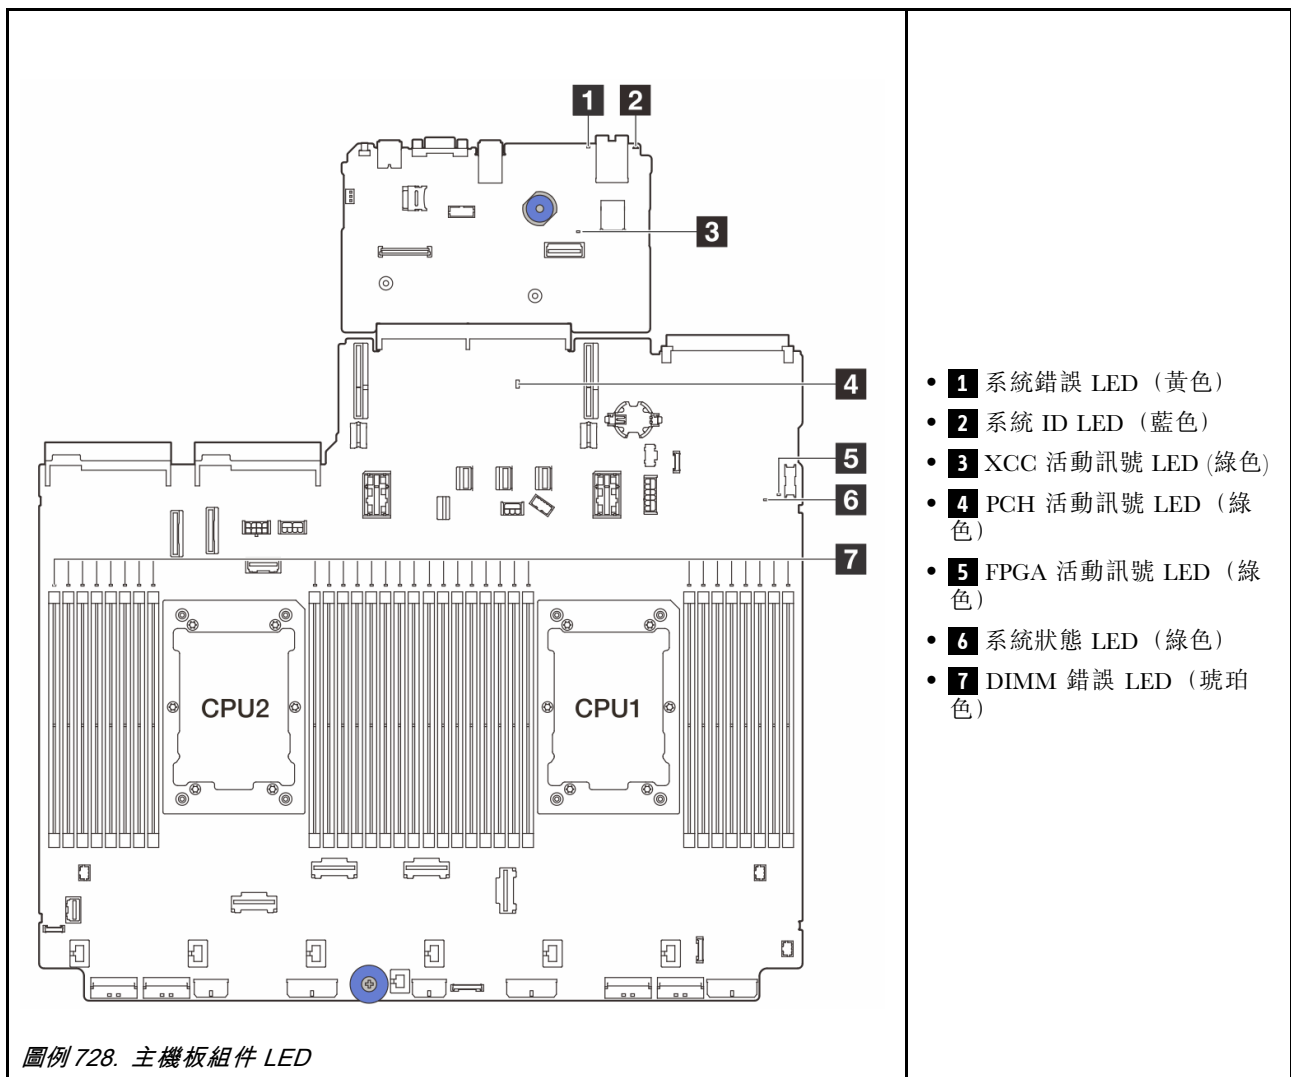 1 2
3
4
5
6
7
CPU2 CPU1
圖例 728. 主機板組件 LED
• 1 系統錯誤 LED（黃色）
• 2 系統 ID LED（藍色）
• 3 XCC 活動訊號 LED (綠色)
• 4 PCH 活動訊號 LED（綠
色）
• 5 FPGA 活動訊號 LED（綠
色）
• 6 系統狀態 LED（綠色）
• 7 DIMM 錯誤 LED（琥珀
色）